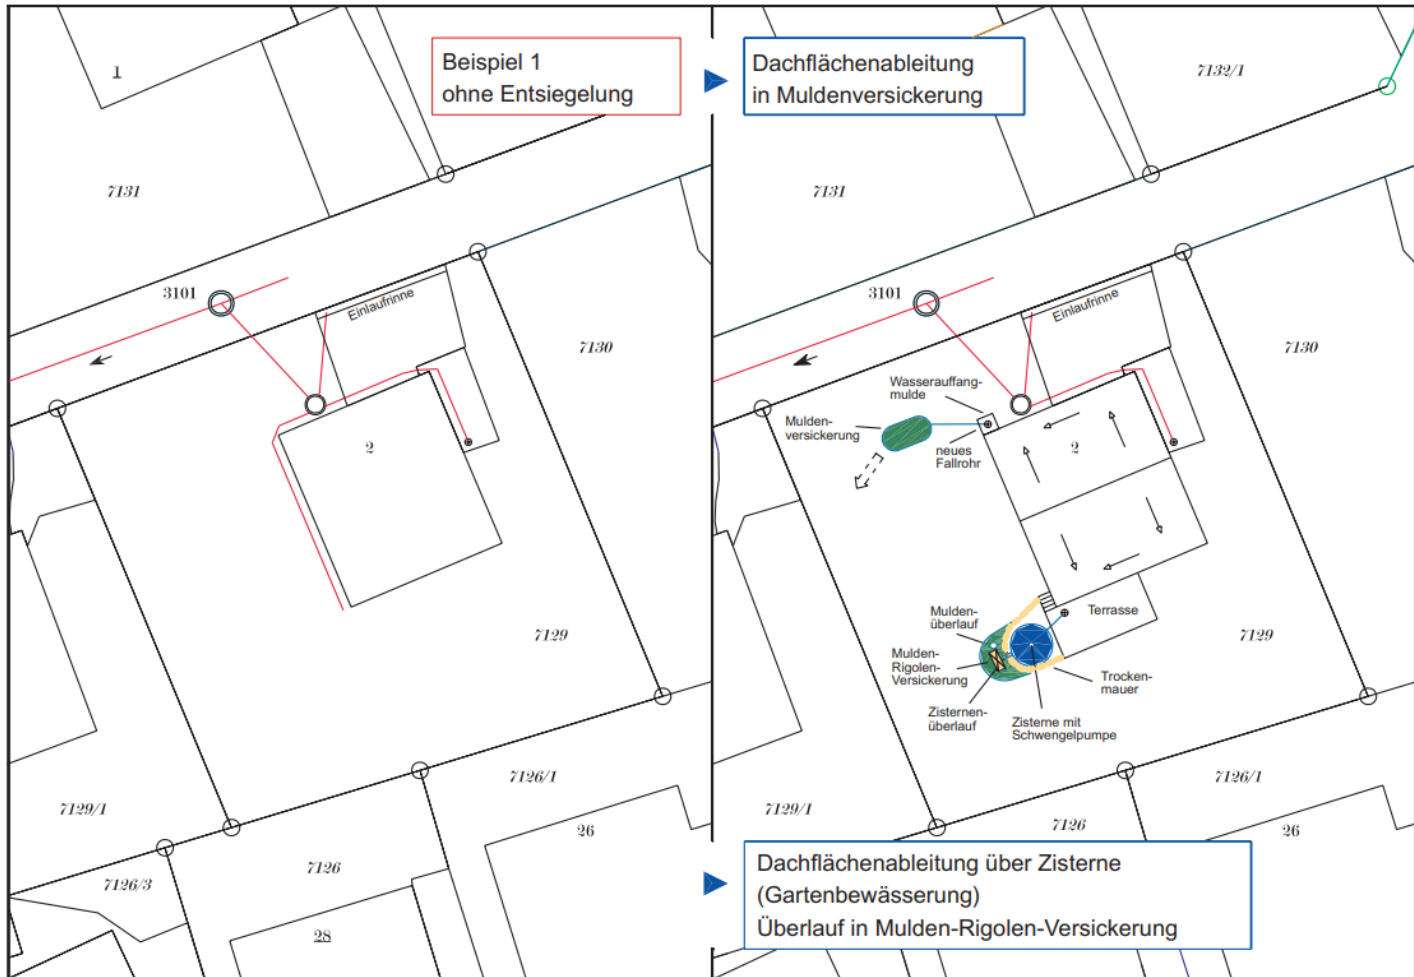 Beispiel 1
ohne Entsiegelung
1
7131
3101
Einlaufrinne
7130
2
7129
7129/1
7126/1
7126
7126/3
26
28
Dachflächenableitung
in Muldenversickerung
7132/1
7131
3101
Einlaufrinne
7130
Wasserauffang-
mulde
Mulden-
versickerung
neues
Fallrohr
2
Mulden-
überlauf
Terrasse
7129
Mulden-
Rigolen-
Versickerung
Trocken-
mauer
Zisternen-
überlauf
Zisterne mit
Schwengelpumpe
7129/1
7126/1
7126
26
Dachflächenableitung über Zisterne
(Gartenbewässerung)
Überlauf in Mulden-Rigolen-Versickerung